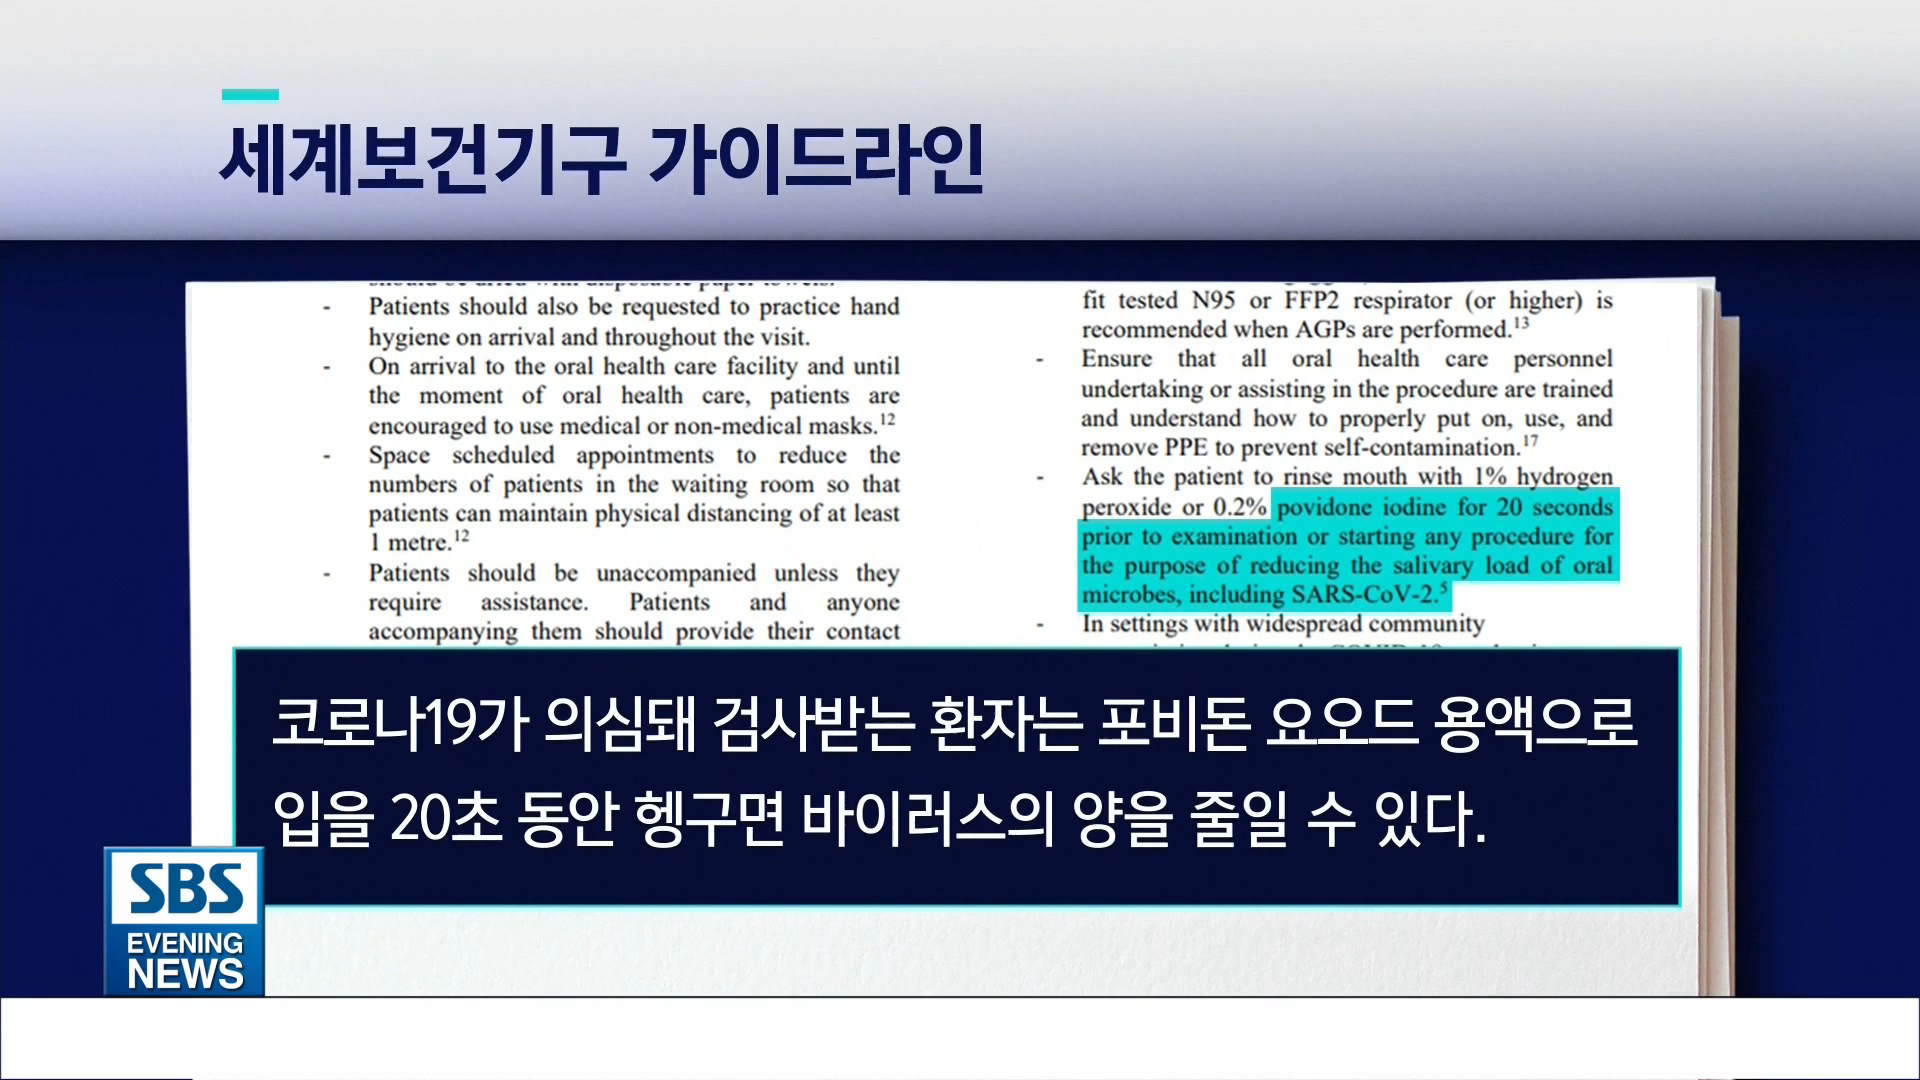 세계보건기구 가이드라인
- Patients should also be requested to practice hand
hygiene on arrival and throughout the visit.
- On arrival to the oral health care facility and until
the moment of oral health care, patients are
encouraged to use medical or non-medical masks.12
- Space scheduled appointments to reduce the
numbers of patients in the waiting room so that
patients can maintain physical distancing of at least
1 metre.12
- Patients should be unaccompanied unless they
require assistance. Patients and anyone
accompanying them should provide their contact
fit tested N95 or FFP2 respirator (or higher) is
recommended when AGPs are performed.13
- Ensure that all oral health care personnel
undertaking or assisting in the procedure are trained
and understand how to properly put on, use, and
remove PPE to prevent self-contamination.17
- Ask the patient to rinse mouth with 1% hydrogen
peroxide or 0.2% povidone iodine for 20 seconds
prior to examination or starting any procedure for
the purpose of reducing the salivary load of oral
microbes, including SARS-CoV-2.5
- In settings with widespread community
코로나19가 의심돼 검사받는 환자는 포비돈 요오드 용액으로
입을 20초 동안 헹구면 바이러스의 양을 줄일 수 있다.
SBS
EVENING
NEWS